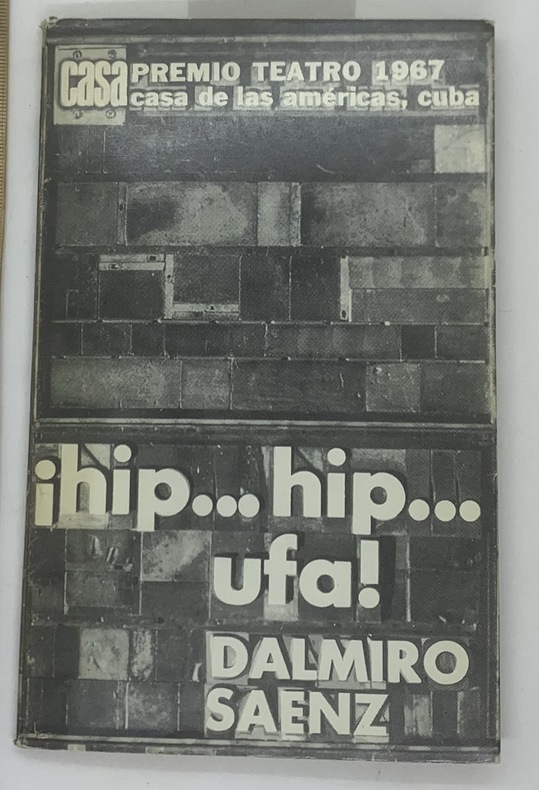 casa PREMIO TEATRO 1967
casa de las américas, cuba
¡hip... hip...
ufa!
DALMIRO
SAENZ